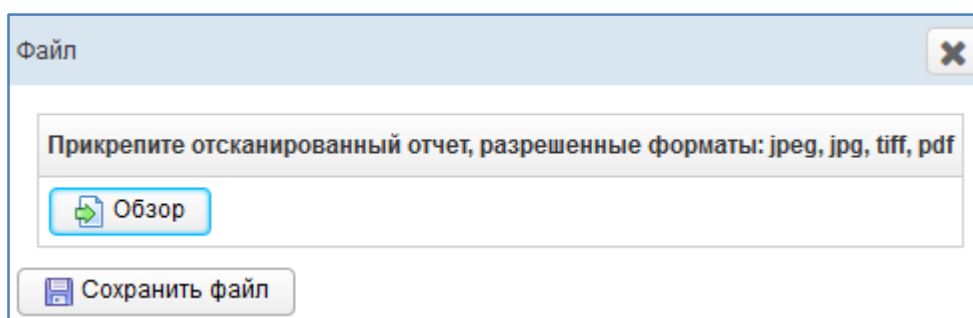 Файл
Прикрепите отсканированный отчет, разрешенные форматы: jpeg, jpg, tiff, pdf
Обзор
Сохранить файл